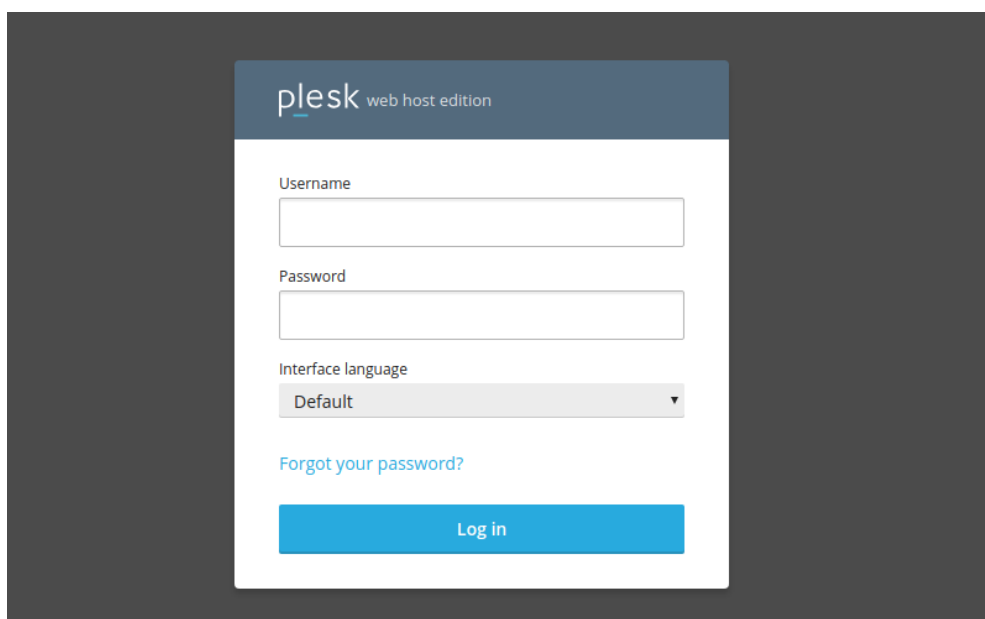 plesk web host edition
Username
Password
Interface language
Default
Forgot your password?
Log in